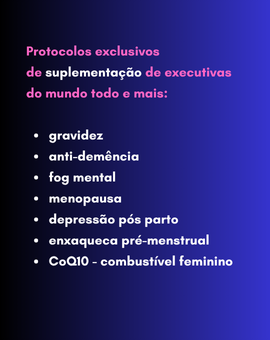 Protocolos exclusivos
de suplementação de executivas
do mundo todo e mais:
• gravidez
• anti-demência
• fog mental
• menopausa
• depressão pós parto
• enxaqueca pré-menstrual
• CoQ10 - combustível feminino